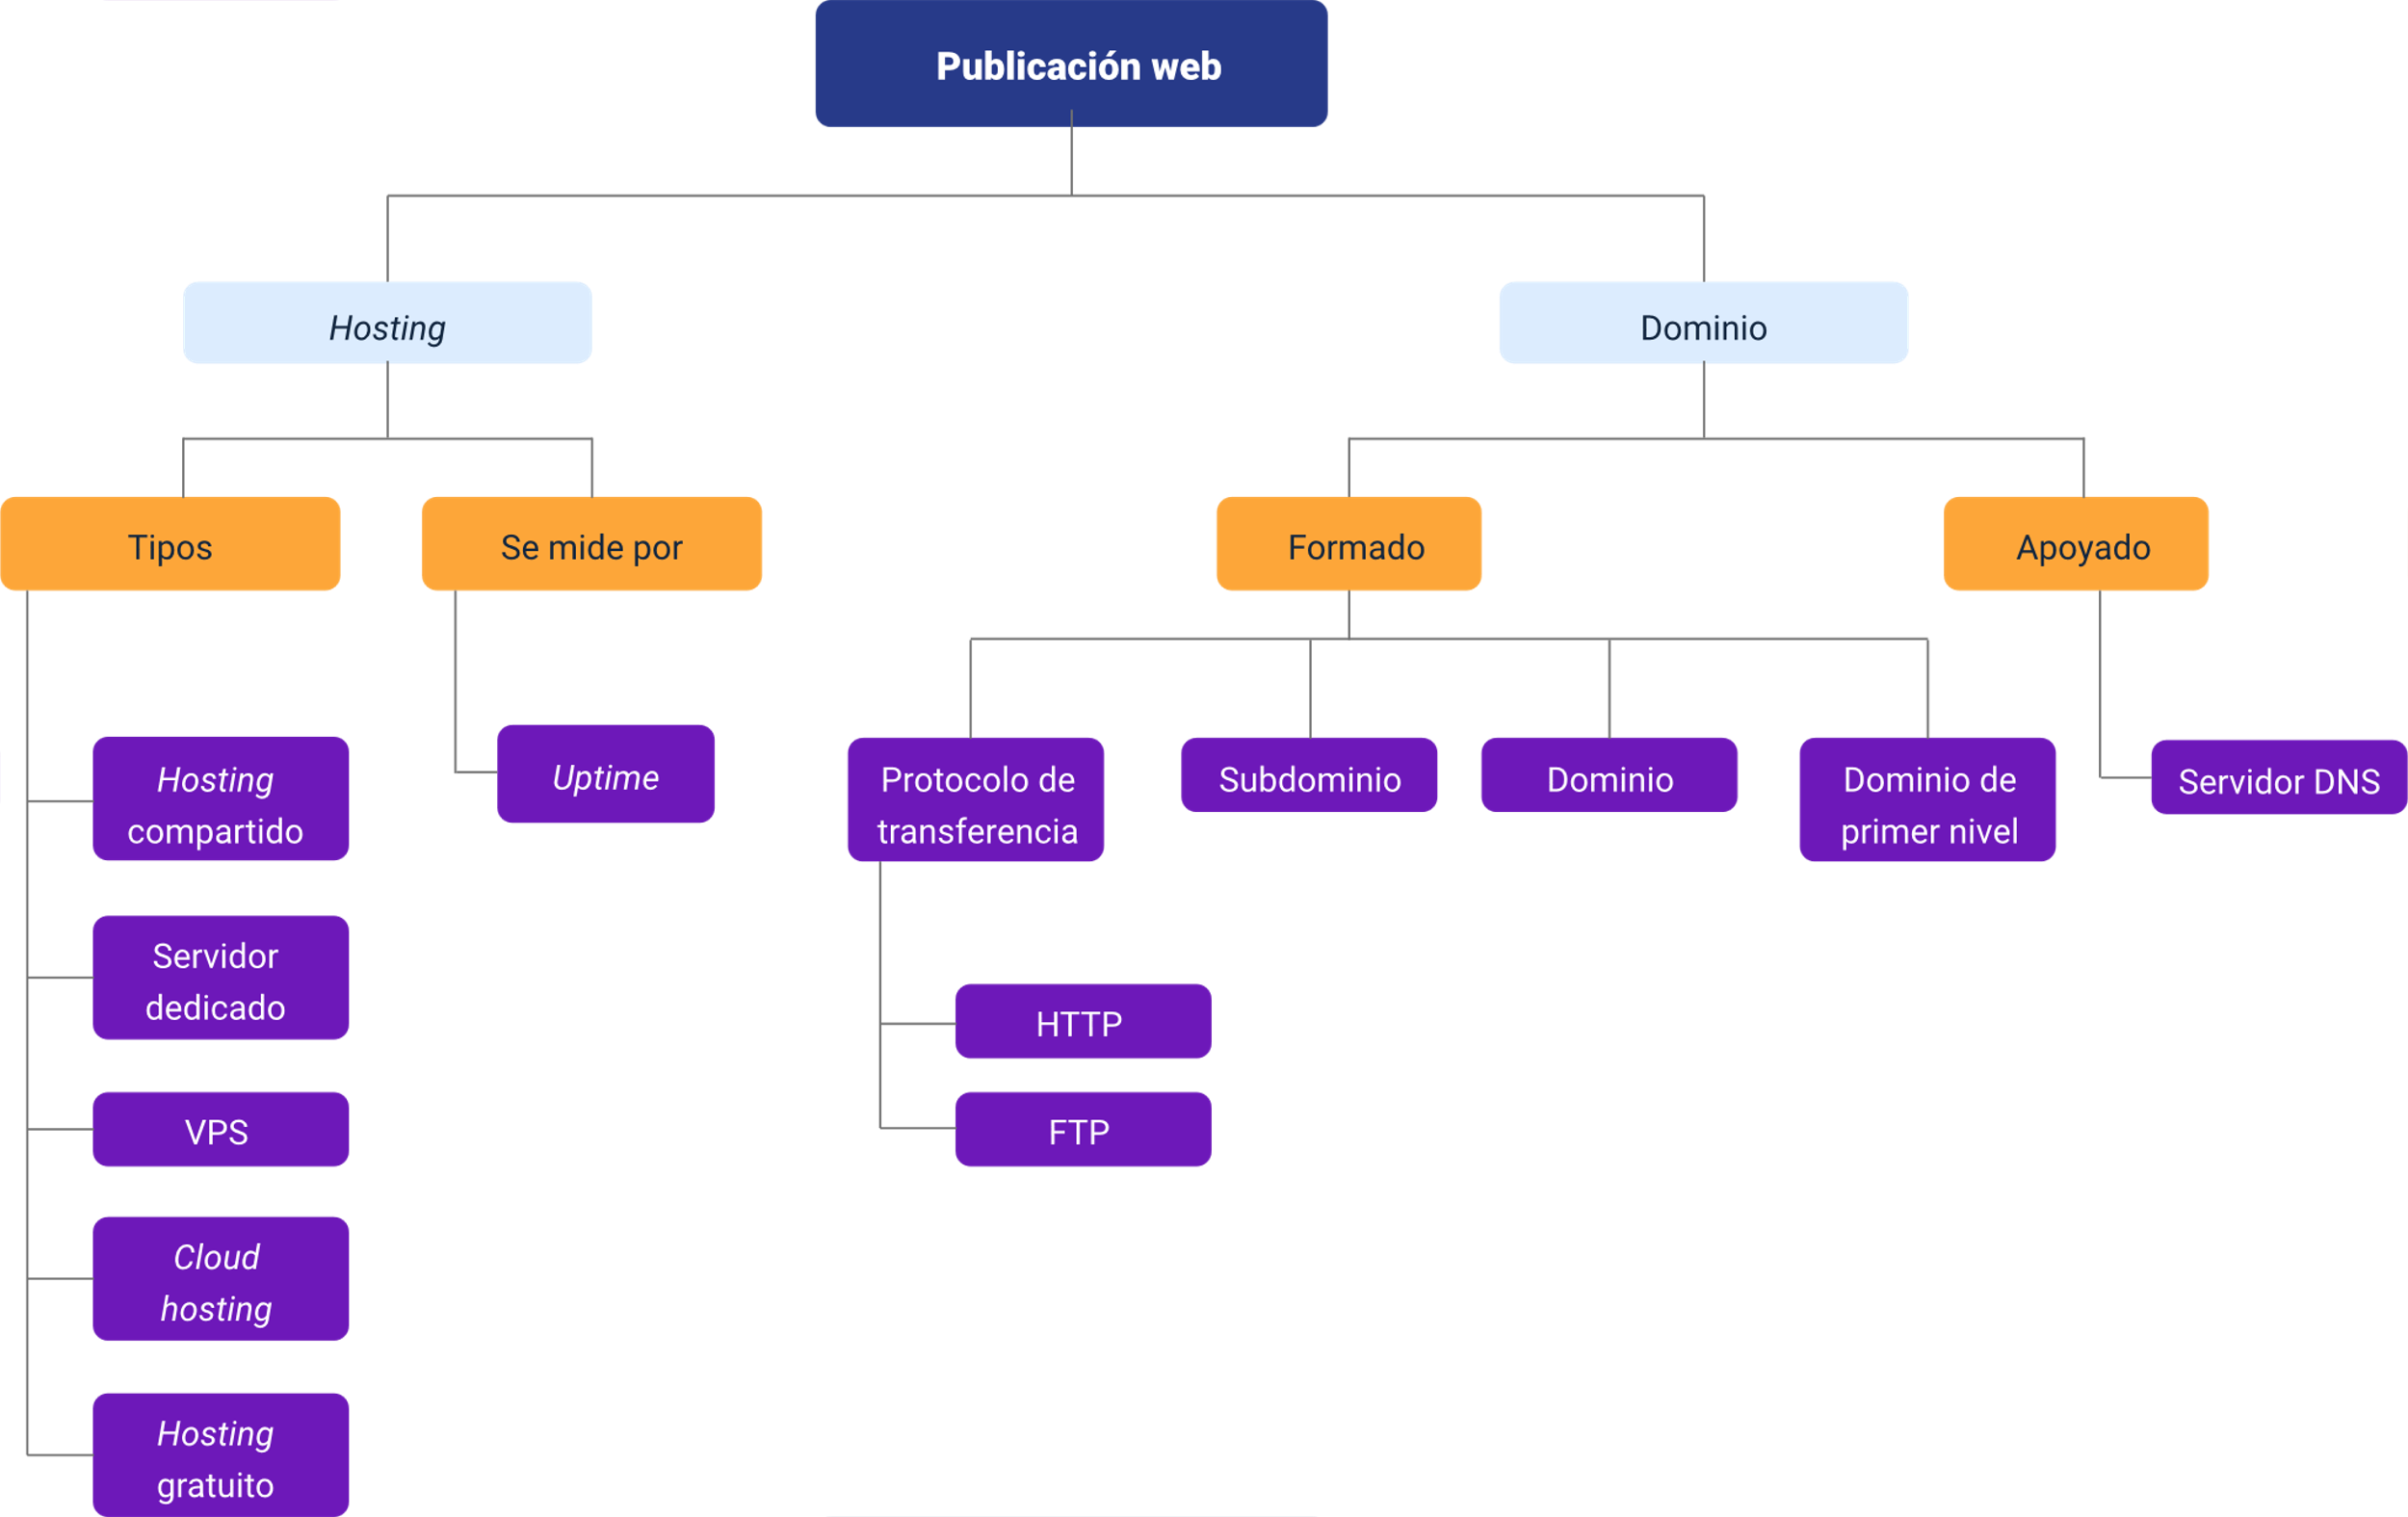 Publicación web
Hosting
Dominio
Tipos
Se mide por
Formado
Apoyado
Hosting
compartido
Servidor
dedicado
VPS
Cloud
hosting
Hosting
gratuito
Uptime
Protocolo de
transferencia
Subdominio
Dominio
Dominio de
primer nivel
Servidor DNS
HTTP
FTP